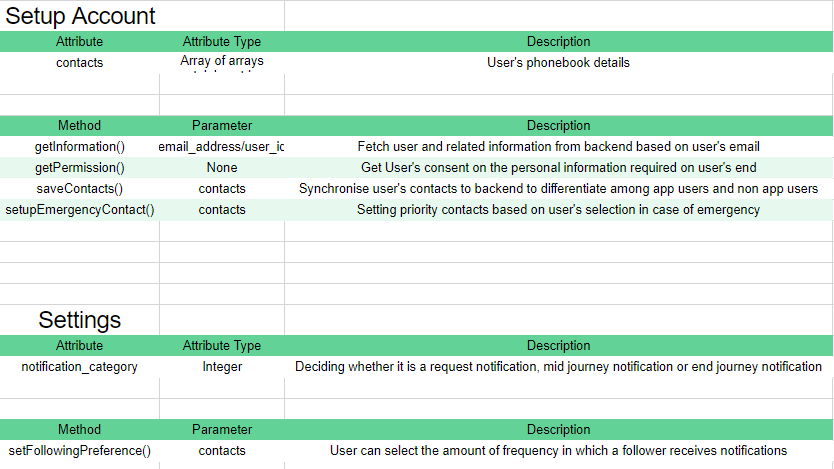 Setup Account
Attribute Attribute Type Description
contacts Array of arrays User's phonebook details
Method Parameter Description
getInformation() email_address/user_id Fetch user and related information from backend based on user's email
getPermission() None Get User's consent on the personal information required on user's end
saveContacts() contacts Synchronise user's contacts to backend to differentiate among app users and non app users
setupEmergencyContact() contacts Setting priority contacts based on user's selection in case of emergency
Settings
Attribute Attribute Type Description
notification_category Integer Deciding whether it is a request notification, mid journey notification or end journey notification
Method Parameter Description
setFollowingPreference() contacts User can select the amount of frequency in which a follower receives notifications